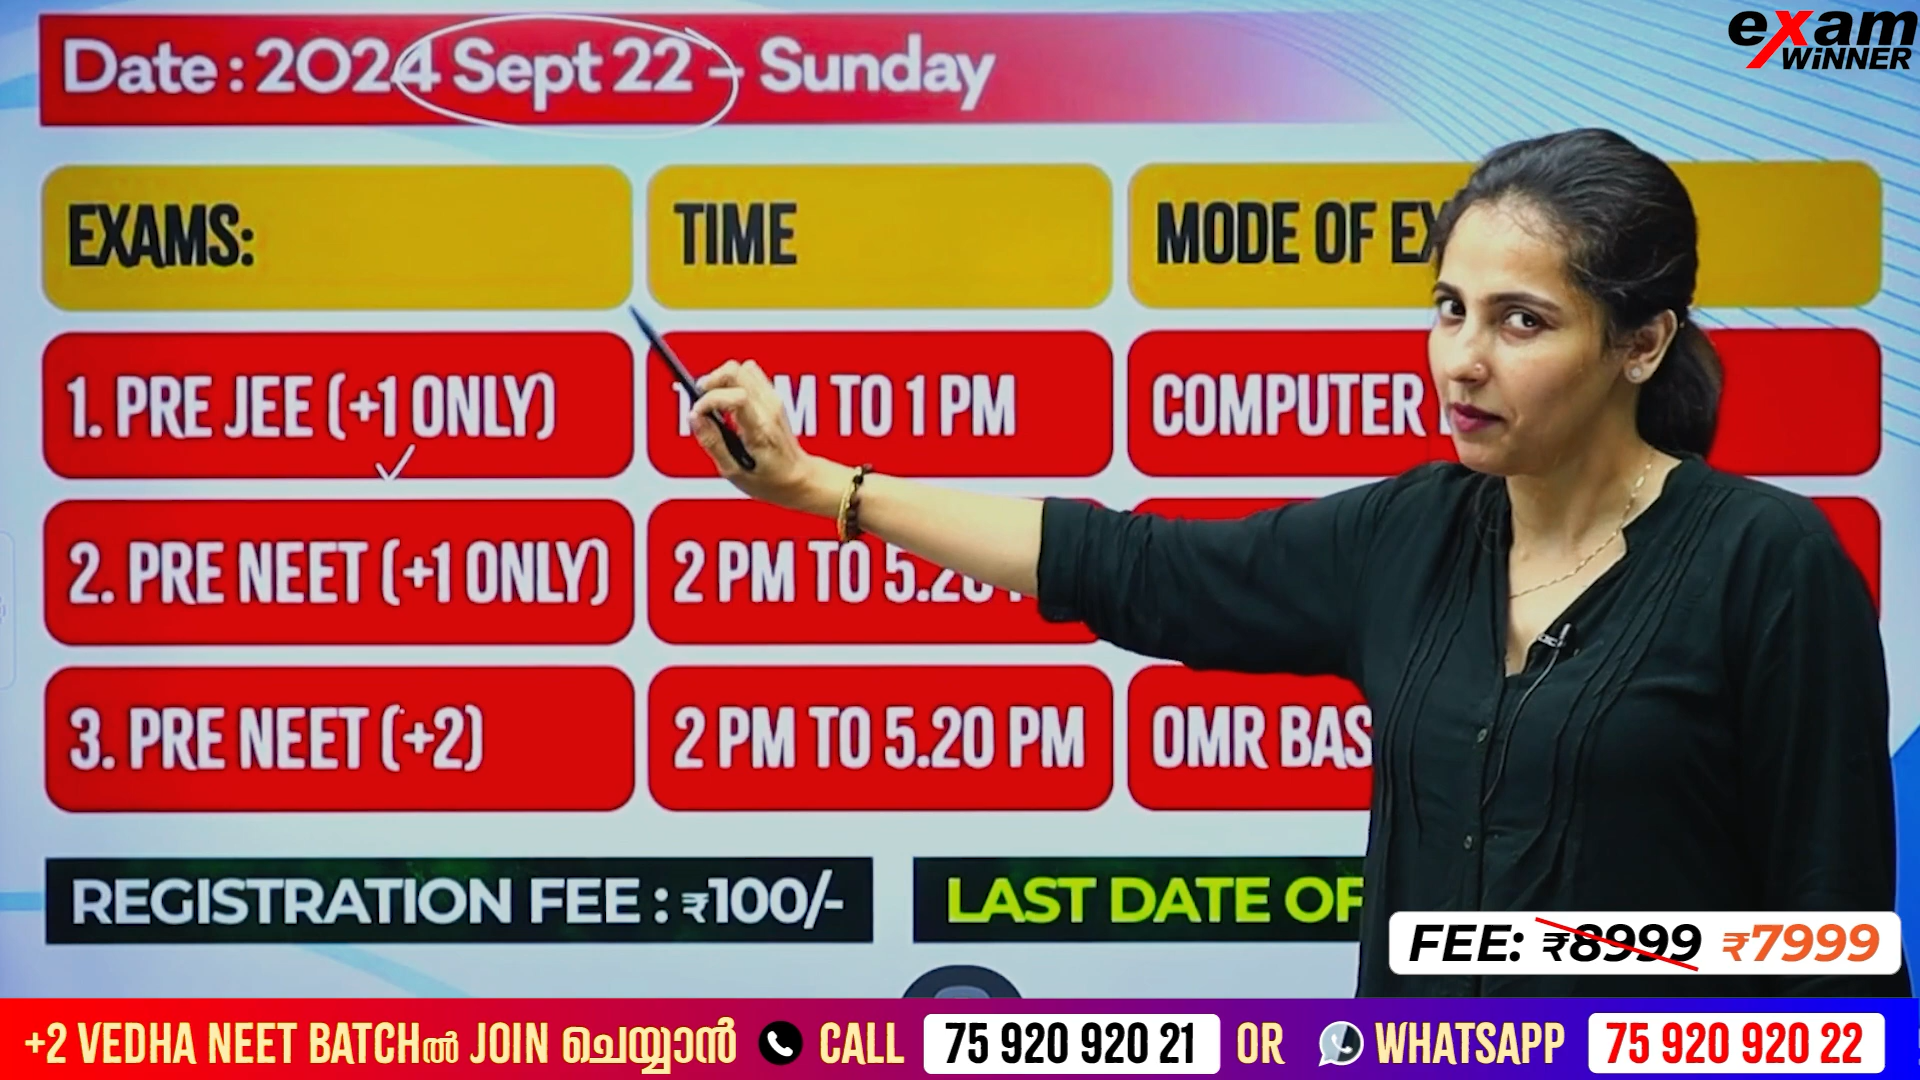 exam
WiNNER
Date : 2024 Sept 22 - Sunday
EXAMS:
TIME
MODE OF
1. PRE JEE (+1 ONLY)
TO 1 PM
COMPUTER
2. PRE NEET (+1 ONLY)
2 PM TO 5.20
3. PRE NEET (+2)
2 PM TO 5.20 PM
OMR
REGISTRATION FEE : ₹100/-
LAST DATE OF
FEE: ₹8999 ₹7999
+2 VEDHA NEET BATCHൽ JOIN ചെയ്യാൻ CALL 75 920 920 21 OR WHATSAPP 75 920 920 22